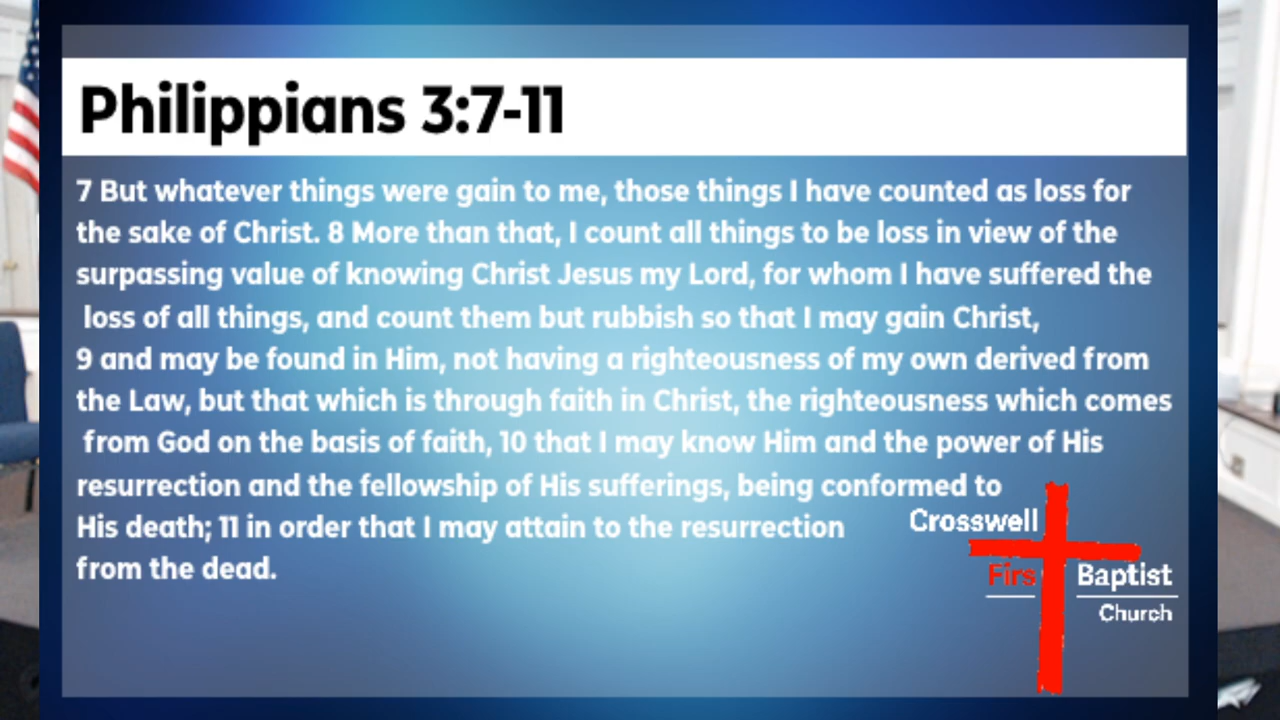 Philippians 3:7-11
7 But whatever things were gain to me, those things I have counted as loss for
the sake of Christ. 8 More than that, I count all things to be loss in view of the
surpassing value of knowing Christ Jesus my Lord, for whom I have suffered the
loss of all things, and count them but rubbish so that I may gain Christ,
9 and may be found in Him, not having a righteousness of my own derived from
the Law, but that which is through faith in Christ, the righteousness which comes
from God on the basis of faith, 10 that I may know Him and the power of His
resurrection and the fellowship of His sufferings, being conformed to
His death; 11 in order that I may attain to the resurrection
from the dead.
Crosswell
Firs Baptist
Church